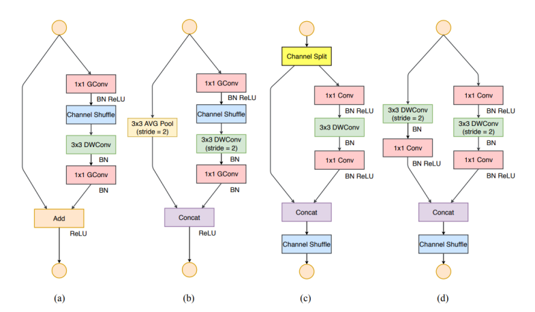 1x1 GConv
BN ReLU
Channel Shuffle
3x3 DWConv
BN
1x1 GConv
BN
Add
ReLU
(a)
3x3 AVG Pool
(stride = 2)
1x1 GConv
BN ReLU
Channel Shuffle
3x3 DWConv
(stride = 2)
BN
1x1 GConv
BN
Concat
ReLU
(b)
Channel Split
1x1 Conv
BN ReLU
3x3 DWConv
BN
1x1 Conv
BN ReLU
Concat
Channel Shuffle
(c)
3x3 DWConv
(stride = 2)
BN
1x1 Conv
BN ReLU
1x1 Conv
BN ReLU
3x3 DWConv
(stride = 2)
BN
1x1 Conv
BN ReLU
Concat
Channel Shuffle
(d)